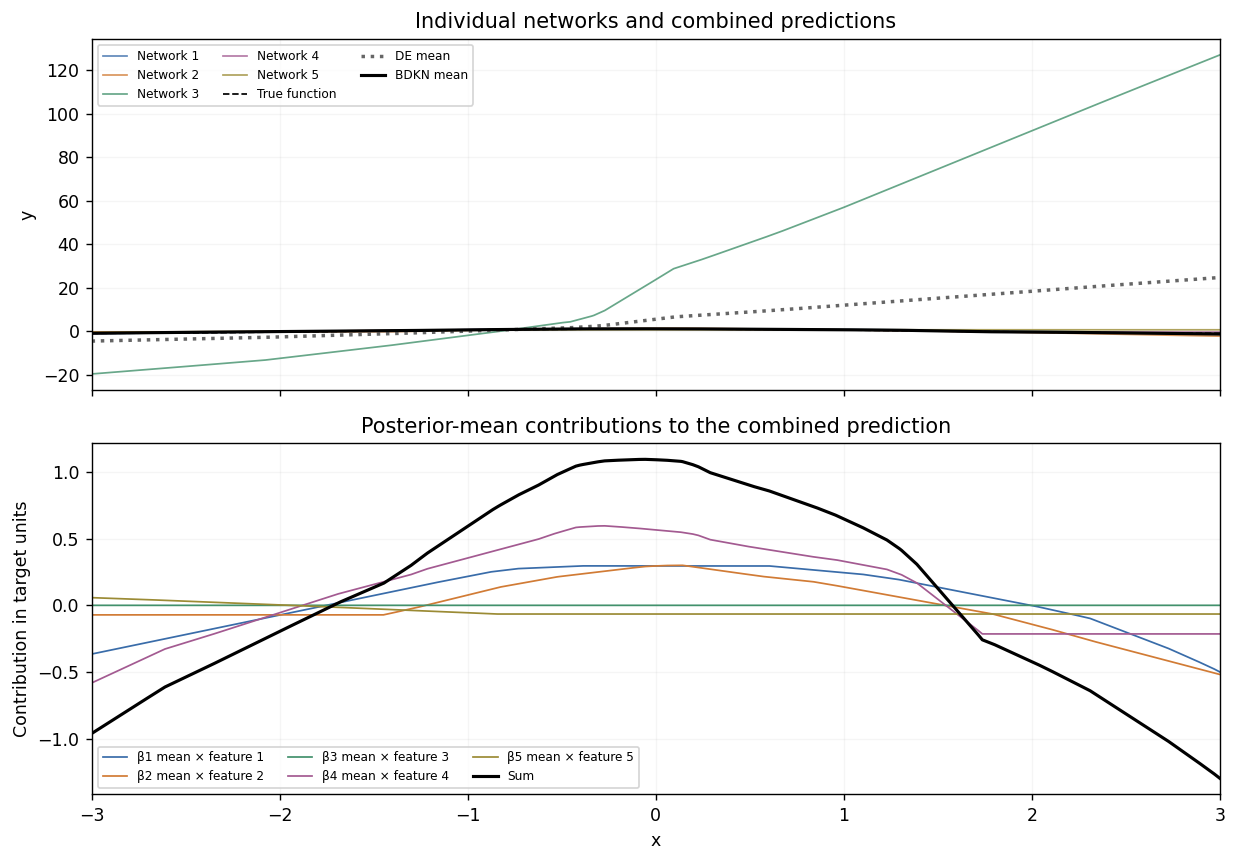 Individual networks and combined predictions
Network 1 Network 4 DE mean
Network 2 Network 5 BDKN mean
Network 3 True function
120
100
80
60
40
20
0
−20
y
Posterior-mean contributions to the combined prediction
1.0
0.5
0.0
−0.5
−1.0
Contribution in target units
β1 mean × feature 1 β3 mean × feature 3 β5 mean × feature 5
β2 mean × feature 2 β4 mean × feature 4 Sum
−3 −2 −1 0 1 2 3
x